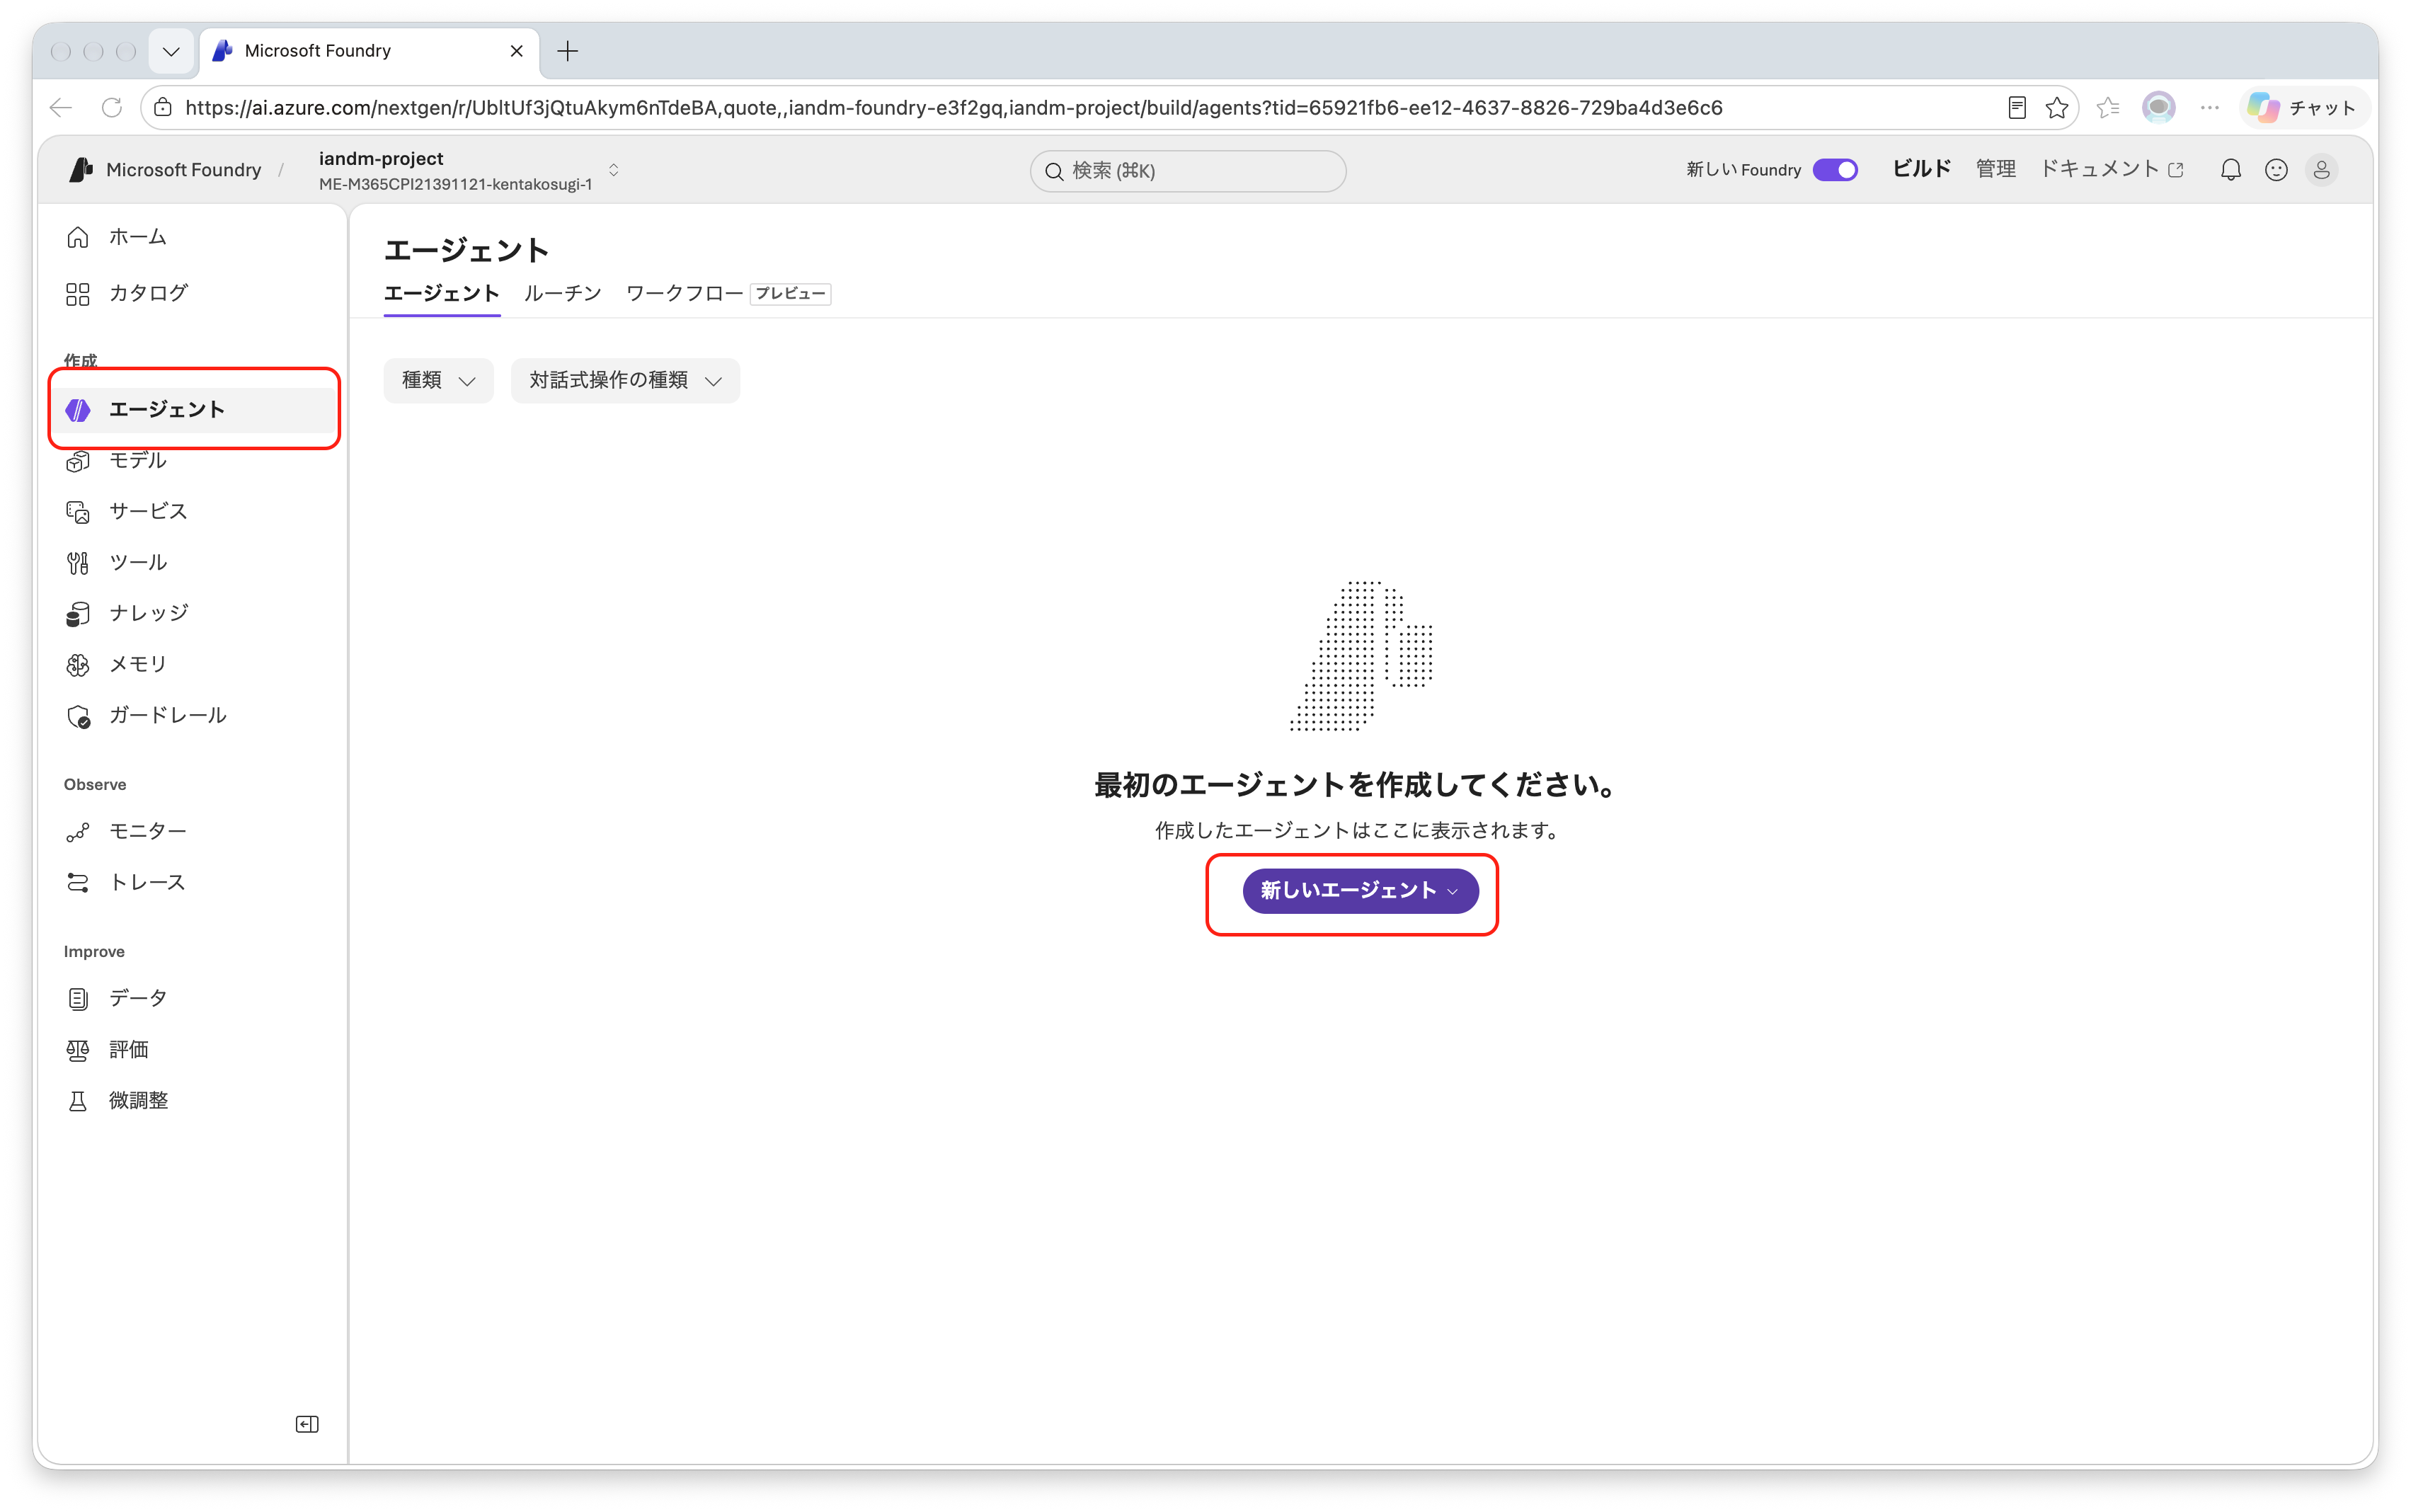 Microsoft Foundry
https://ai.azure.com/nextgen/r/UbltUf3jQtuAkym6nTdeBA,quote,,iandm-foundry-e3f2gq,iandm-project/build/agents?tid=65921fb6-ee12-4637-8826-729ba4d3e6c6
チャット
Microsoft Foundry /
iandm-project
ME-M365CPI21391121-kentakosugi-1
検索 (⌘K)
新しい Foundry
ビルド
管理
ドキュメント
ホーム
カタログ
作成
エージェント
モデル
サービス
ツール
ナレッジ
メモリ
ガードレール
Observe
モニター
トレース
Improve
データ
評価
微調整
エージェント
エージェント ルーチン ワークフロー プレビュー
種類 対話式操作の種類
最初のエージェントを作成してください。
作成したエージェントはここに表示されます。
新しいエージェント